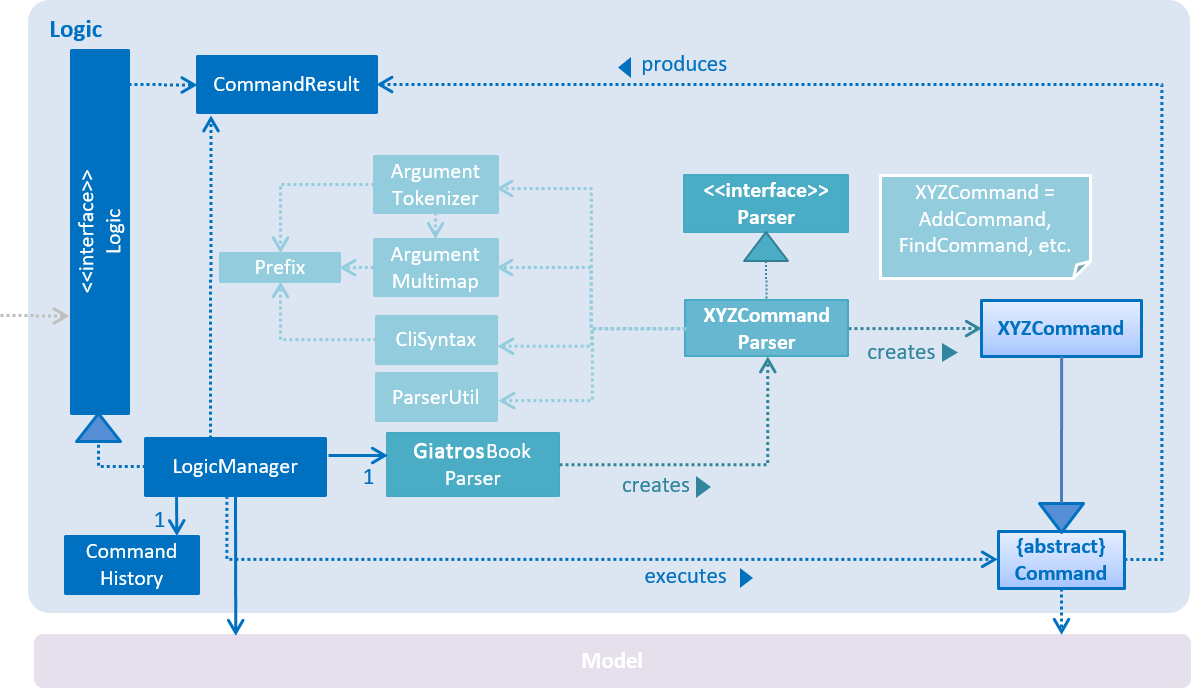 Logic
<<interface>>
Logic
CommandResult
produces
Argument
Tokenizer
<<interface>>
Parser
XYZCommand =
AddCommand,
FindCommand, etc.
Prefix
Argument
Multimap
XYZCommand
Parser
XYZCommand
CliSyntax
creates
ParserUtil
LogicManager
1
GiatrosBook
Parser
creates
1
Command
History
executes
{abstract}
Command
Model